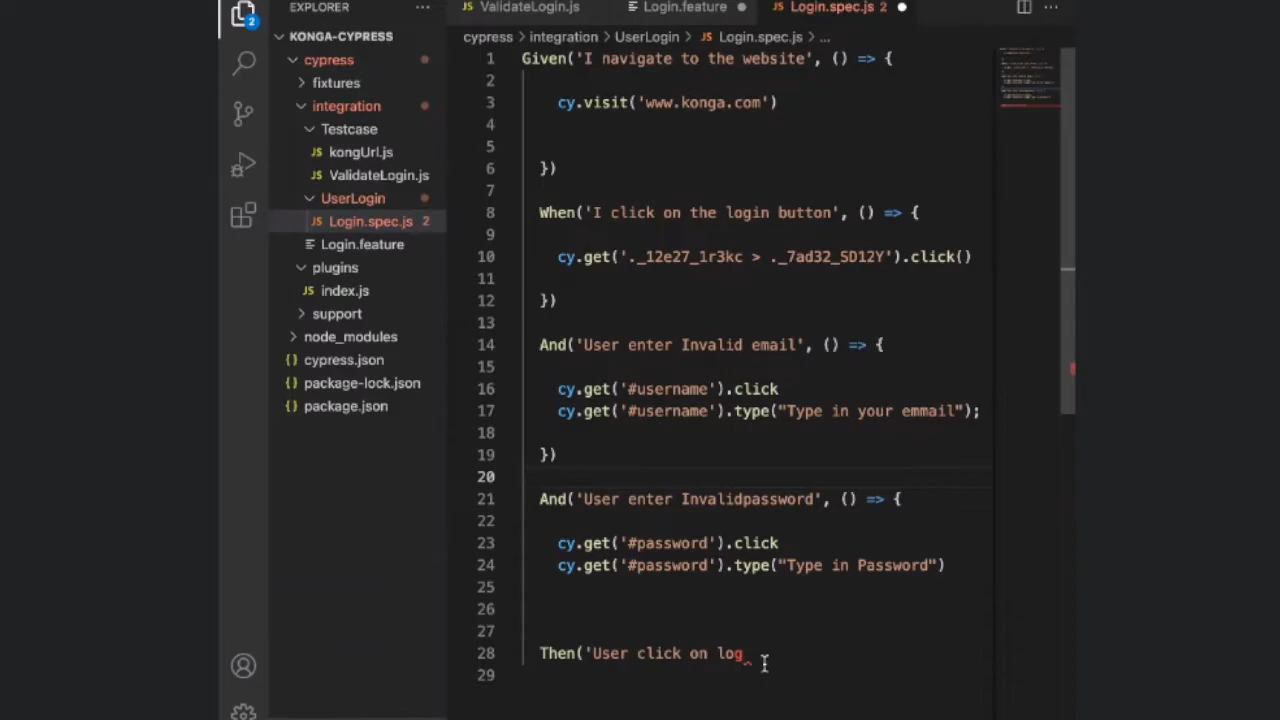 EXPLORER
ValidateLogin.js
Login.feature
Login.spec.js 2
2
KONGA-CYPRESS
cypress
fixtures
integration
Testcase
JS kongUrl.js
JS ValidateLogin.js
UserLogin
JS Login.spec.js 2
Login.feature
plugins
JS index.js
support
node_modules
{} cypress.json
{} package-lock.json
{} package.json
cypress > integration > UserLogin > JS Login.spec.js > ...
1 Given('I navigate to the website', () => {
2
3 cy.visit('www.konga.com')
4
5
6 })
7
8 When('I click on the login button', () => {
9
10 cy.get('._12e27_1r3kc > ._7ad32_SD12Y').click()
11
12 })
13
14 And('User enter Invalid email', () => {
15
16 cy.get('#username').click
17 cy.get('#username').type("Type in your emmail");
18
19 })
20
21 And('User enter Invalidpassword', () => {
22
23 cy.get('#password').click
24 cy.get('#password').type("Type in Password")
25
26
27
28 Then('User click on log
29